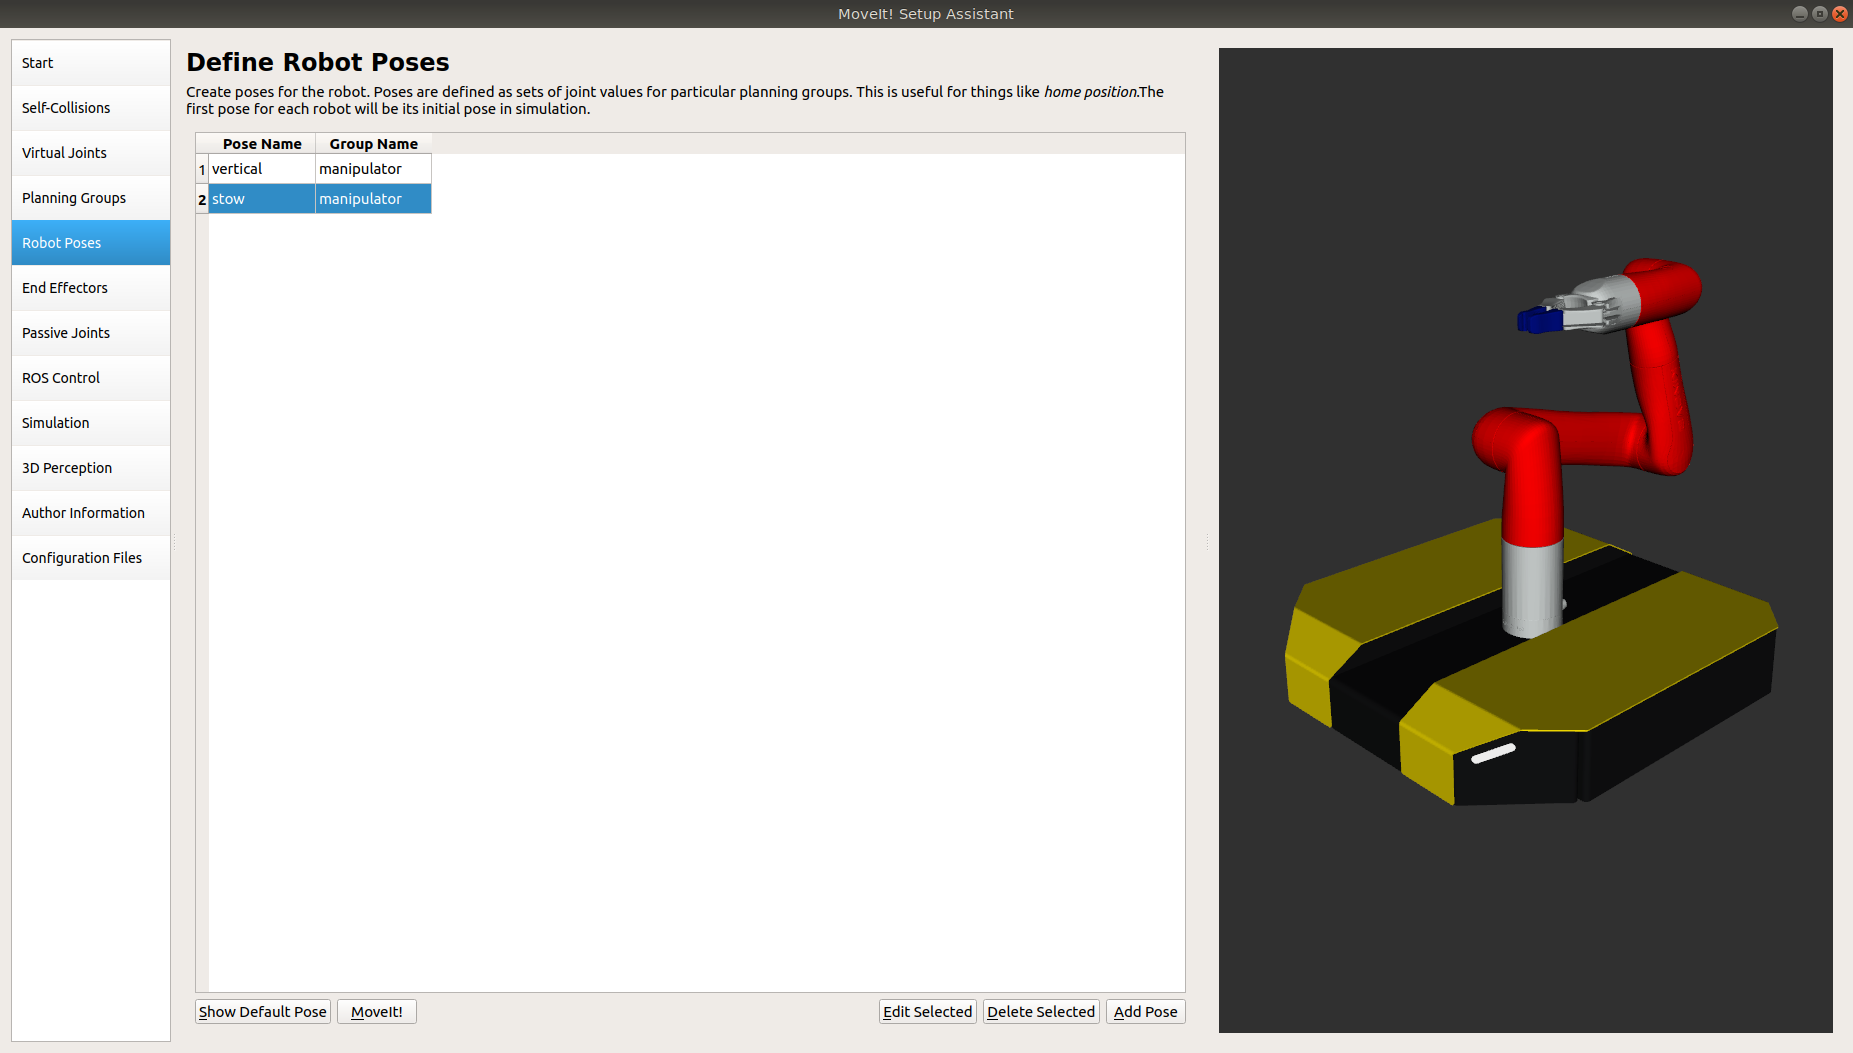 MoveIt! Setup Assistant
Start
Self-Collisions
Virtual Joints
Planning Groups
Robot Poses
End Effectors
Passive Joints
ROS Control
Simulation
3D Perception
Author Information
Configuration Files
Define Robot Poses
Create poses for the robot. Poses are defined as sets of joint values for particular planning groups. This is useful for things like home position.The
first pose for each robot will be its initial pose in simulation.
Pose Name Group Name
1 vertical manipulator
2 stow manipulator
Show Default Pose MoveIt! Edit Selected Delete Selected Add Pose